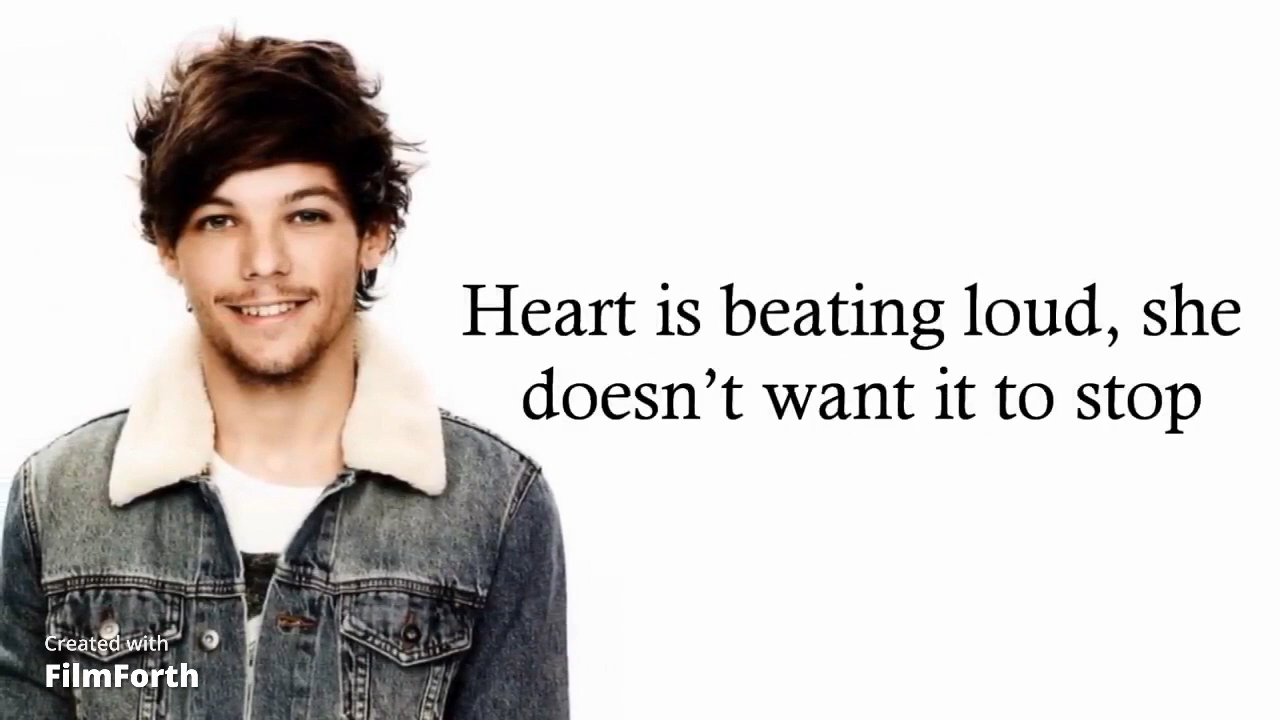 Heart is beating loud, she
doesn’t want it to stop
Created with
FilmForth